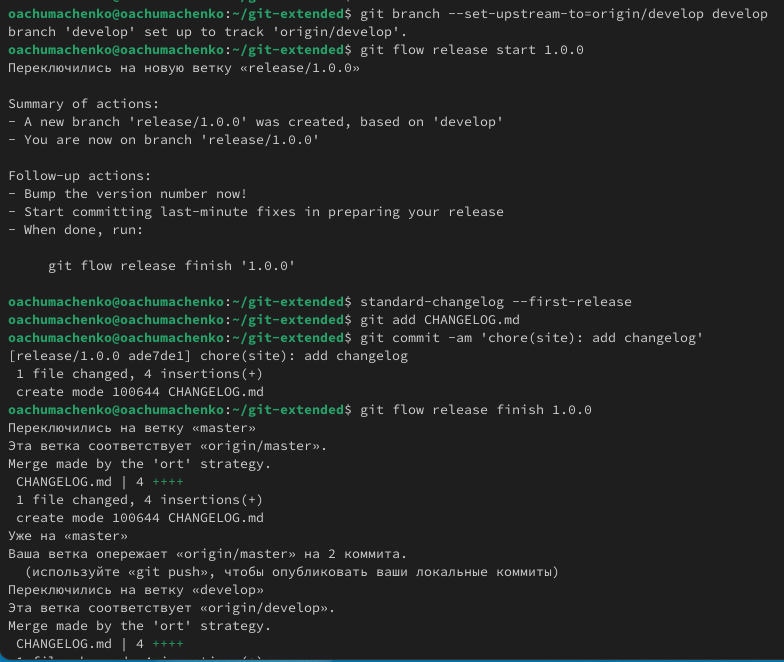 oachumachenko@oachumachenko:~/git-extended$ git branch --set-upstream-to=origin/develop develop
branch 'develop' set up to track 'origin/develop'.
oachumachenko@oachumachenko:~/git-extended$ git flow release start 1.0.0
Переключились на новую ветку «release/1.0.0»
Summary of actions:
- A new branch 'release/1.0.0' was created, based on 'develop'
- You are now on branch 'release/1.0.0'
Follow-up actions:
- Bump the version number now!
- Start committing last-minute fixes in preparing your release
- When done, run:
git flow release finish '1.0.0'
oachumachenko@oachumachenko:~/git-extended$ standard-changelog --first-release
oachumachenko@oachumachenko:~/git-extended$ git add CHANGELOG.md
oachumachenko@oachumachenko:~/git-extended$ git commit -am 'chore(site): add changelog'
[release/1.0.0 ade7de1] chore(site): add changelog
1 file changed, 4 insertions(+)
create mode 100644 CHANGELOG.md
oachumachenko@oachumachenko:~/git-extended$ git flow release finish 1.0.0
Переключились на ветку «master»
Эта ветка соответствует «origin/master».
Merge made by the 'ort' strategy.
CHANGELOG.md | 4 ++++
1 file changed, 4 insertions(+)
create mode 100644 CHANGELOG.md
Уже на «master»
Ваша ветка опережает «origin/master» на 2 коммита.
(используйте «git push», чтобы опубликовать ваши локальные коммиты)
Переключились на ветку «develop»
Эта ветка соответствует «origin/develop».
Merge made by the 'ort' strategy.
CHANGELOG.md | 4 ++++